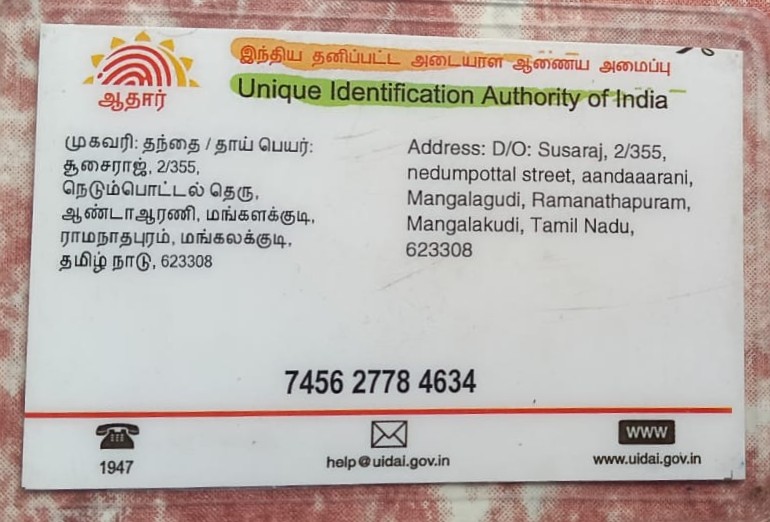 ஆதார்
இந்திய தனிப்பட்ட அடையாள ஆணைய அமைப்பு
Unique Identification Authority of India
முகவரி: தந்தை / தாய் பெயர்:
சூசைராஜ், 2/355,
நெடும்பொட்டல் தெரு,
ஆண்டாஆரணி, மங்களக்குடி,
ராமநாதபுரம், மங்கலக்குடி,
தமிழ் நாடு, 623308
Address: D/O: Susaraj, 2/355,
nedumpottal street, aandaaarani,
Mangalagudi, Ramanathapuram,
Mangalakudi, Tamil Nadu,
623308
7456 2778 4634
1947
help@uidai.gov.in
WWW
www.uidai.gov.in